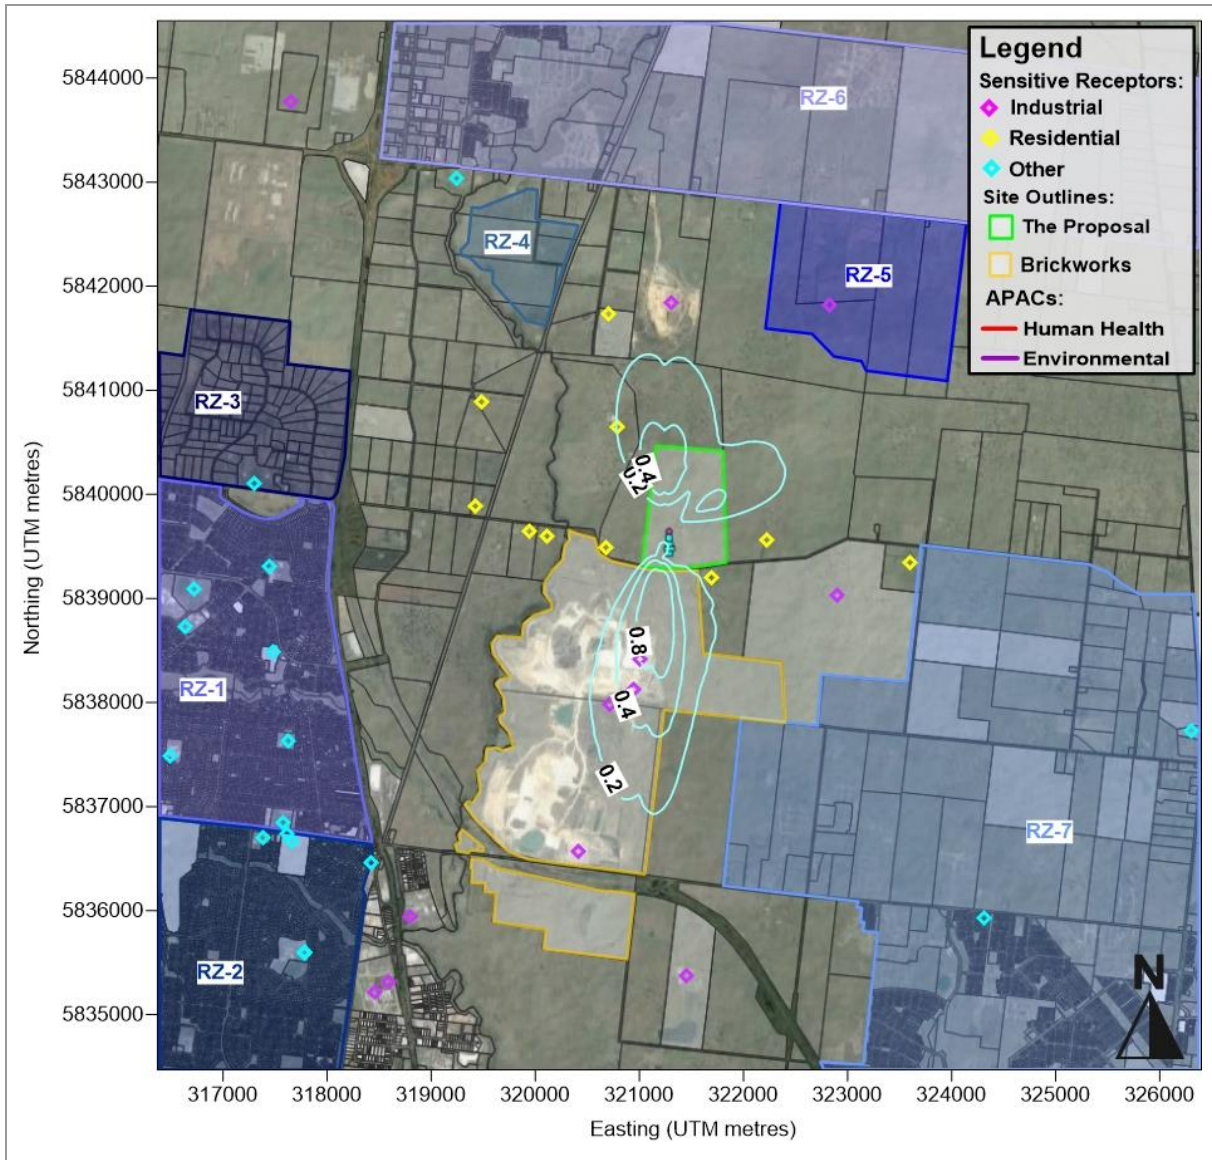 Legend
Sensitive Receptors:
Industrial
Residential
Other
Site Outlines:
The Proposal
Brickworks
APACs:
Human Health
Environmental
5844000
5843000
5842000
5841000
5840000
5839000
5838000
5837000
5836000
5835000
Northing (UTM metres)
RZ-6
RZ-4
RZ-5
RZ-3
0.4
0.2
0.8
RZ-1
0.4
0.2
RZ-7
RZ-2
N
317000 318000 319000 320000 321000 322000 323000 324000 325000 326000
Easting (UTM metres)